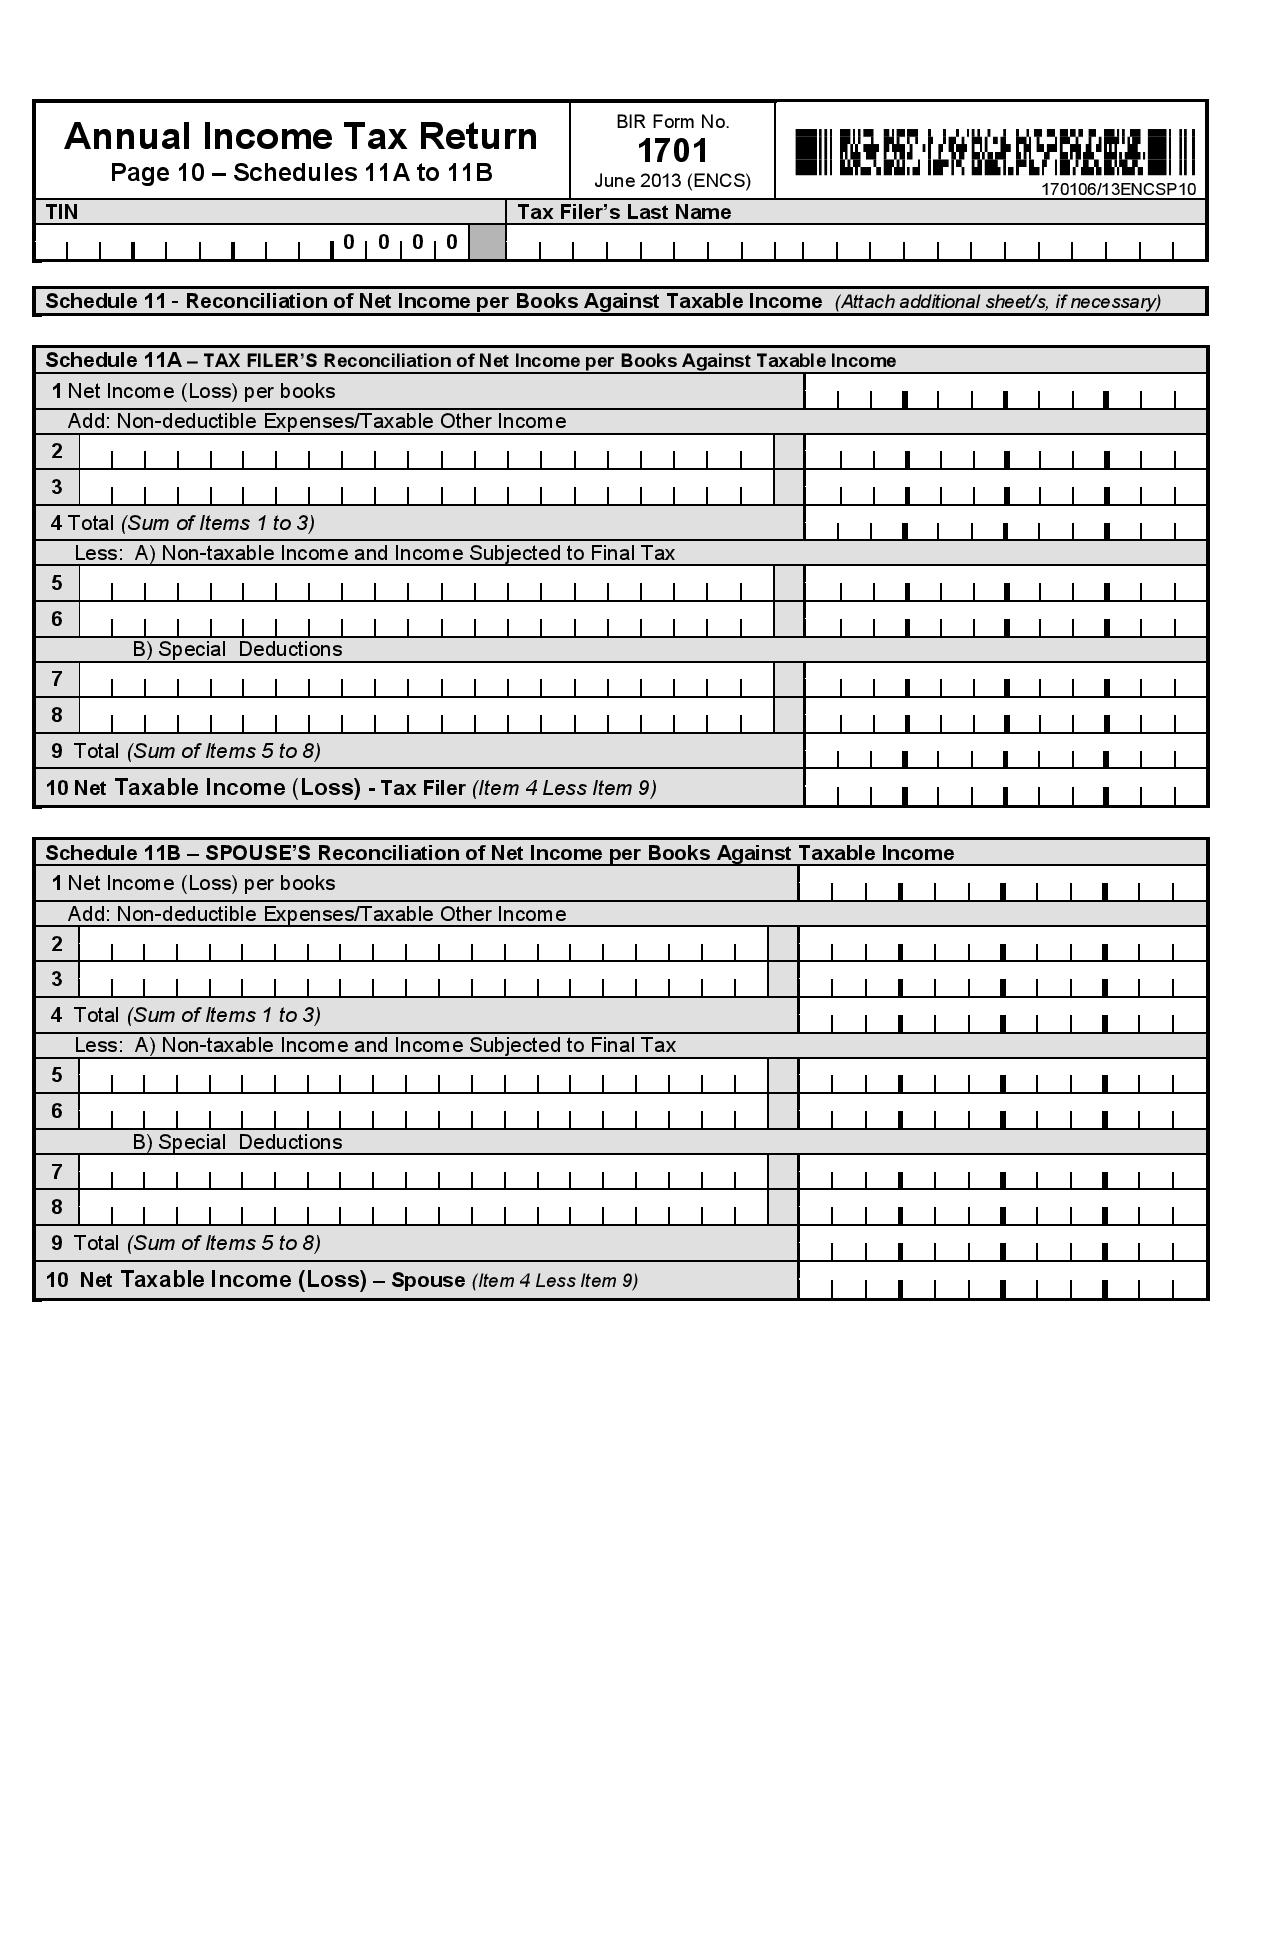 Annual Income Tax Return
Page 10 – Schedules 11A to 11B
BIR Form No.
1701
June 2013 (ENCS)
170106/13ENCSP10
TIN
Tax Filer’s Last Name
0 0 0 0
Schedule 11 - Reconciliation of Net Income per Books Against Taxable Income (Attach additional sheet/s, if necessary)
Schedule 11A – TAX FILER’S Reconciliation of Net Income per Books Against Taxable Income
1 Net Income (Loss) per books
Add: Non-deductible Expenses/Taxable Other Income
2
3
4 Total (Sum of Items 1 to 3)
Less: A) Non-taxable Income and Income Subjected to Final Tax
5
6
B) Special Deductions
7
8
9 Total (Sum of Items 5 to 8)
10 Net Taxable Income (Loss) - Tax Filer (Item 4 Less Item 9)
Schedule 11B – SPOUSE’S Reconciliation of Net Income per Books Against Taxable Income
1 Net Income (Loss) per books
Add: Non-deductible Expenses/Taxable Other Income
2
3
4 Total (Sum of Items 1 to 3)
Less: A) Non-taxable Income and Income Subjected to Final Tax
5
6
B) Special Deductions
7
8
9 Total (Sum of Items 5 to 8)
10 Net Taxable Income (Loss) – Spouse (Item 4 Less Item 9)